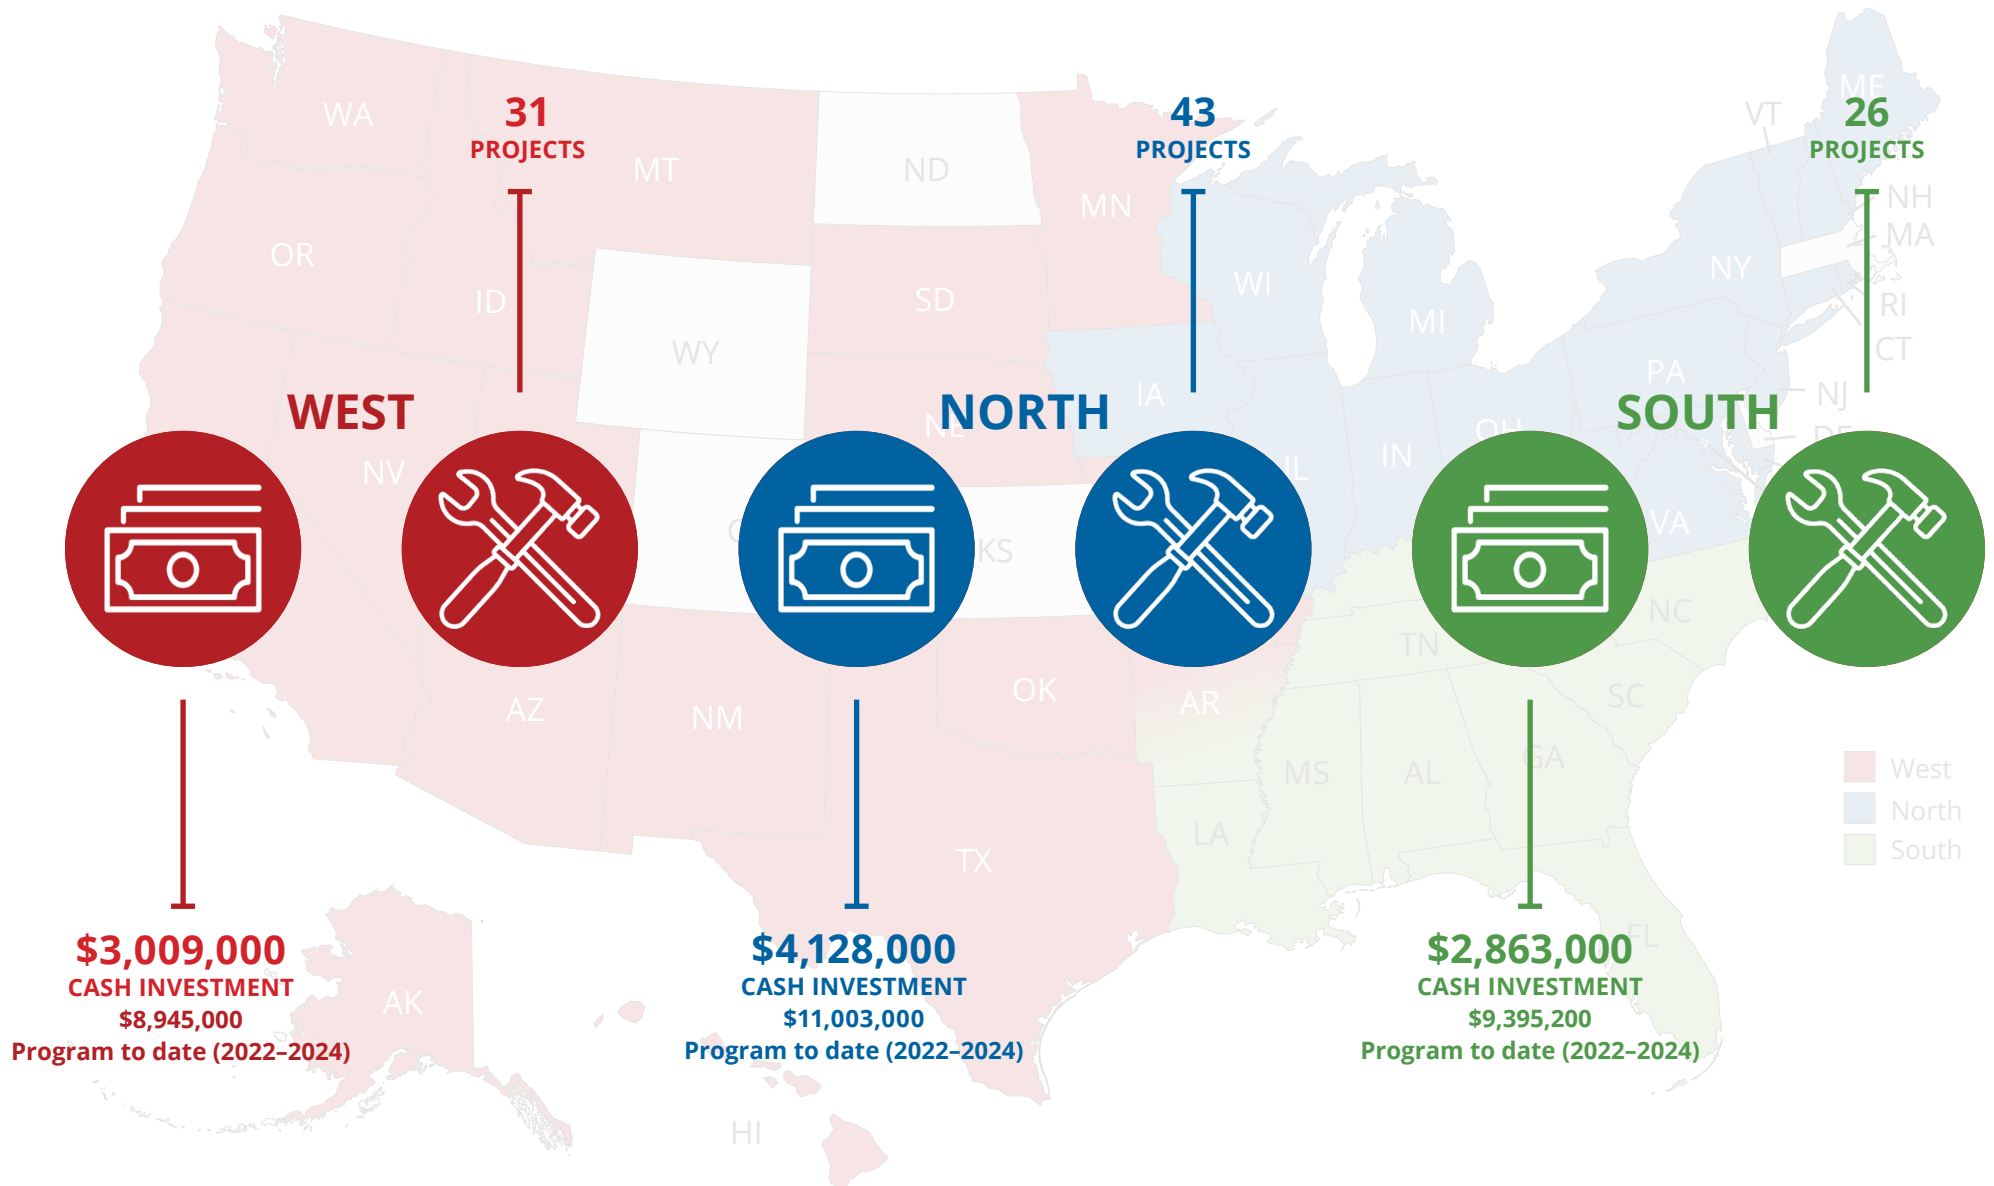 WEST
31
PROJECTS
$3,009,000
CASH INVESTMENT
$8,945,000
Program to date (2022–2024)
NORTH
43
PROJECTS
$4,128,000
CASH INVESTMENT
$11,003,000
Program to date (2022–2024)
SOUTH
26
PROJECTS
$2,863,000
CASH INVESTMENT
$9,395,200
Program to date (2022–2024)
WA
OR
ID
MT
ND
MN
SD
WY
NE
NV
KS
IA
WI
MI
IL
IN
OH
PA
NY
VT
ME
NH
MA
RI
CT
NJ
VA
NC
TN
SC
AZ
NM
OK
AR
MS
AL
GA
LA
TX
FL
AK
HI
West
North
South